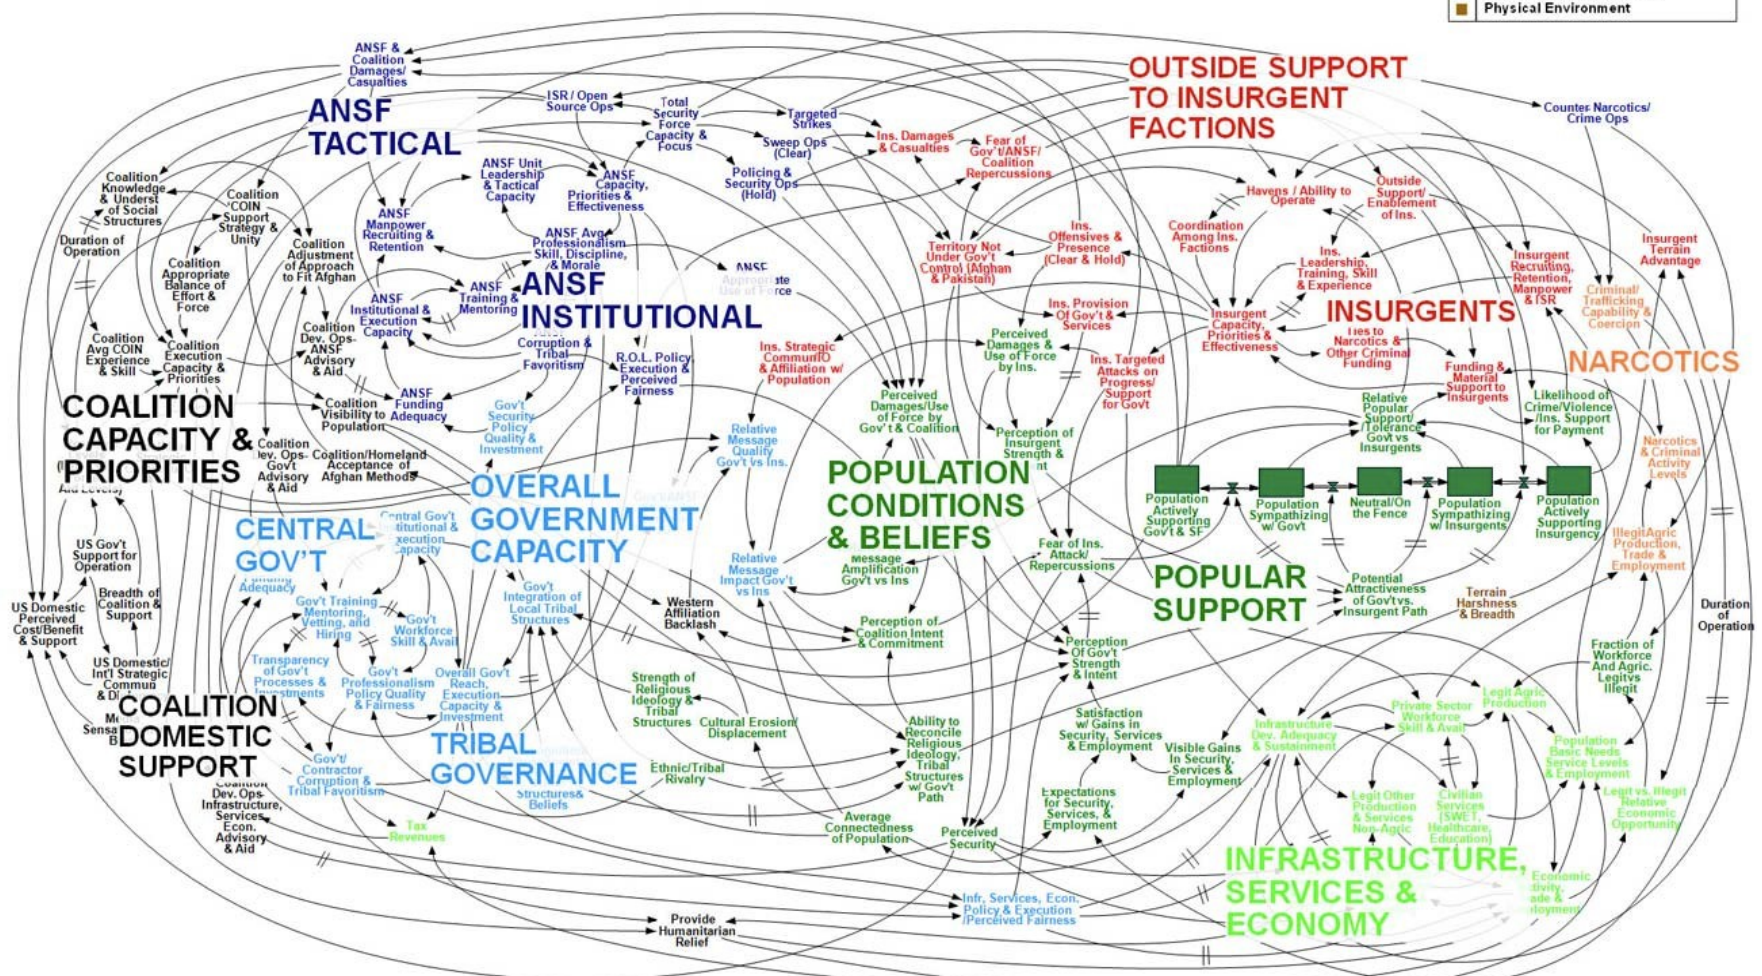 Physical Environment
ANSF &
Coalition
Damages/
Casualties
ANSF
TACTICAL
ISR / Open
Source Ops
Total
Security
Force
Capacity &
Focus
Targeted
Strikes
Sweep Ops
(Clear)
Policing &
Security Ops
(Hold)
Ins. Damages
& Casualties
Fear of
Gov't/ANSF/
Coalition
Repercussions
OUTSIDE SUPPORT
TO INSURGENT
FACTIONS
Counter Narcotics/
Crime Ops
Coalition
Knowledge
& Underst
of Social
Structures
Duration of
Operation
Coalition
COIN
Support
Strategy &
Unity
Coalition
Appropriate
Balance of
Effort &
Force
Coalition
Adjustment
of Approach
to Fit Afghan
ANSF
Manpower
Recruiting &
Retention
ANSF Unit
Leadership
& Tactical
Capacity
ANSF
Capacity,
Priorities &
Effectiveness
ANSF Avg
Professionalism
Skill, Discipline,
& Morale
ANSF
INSTITUTIONAL
ANSF
Institutional &
Execution
Capacity
ANSF
Training &
Mentoring
ANSF
Use of
Corruption &
Tribal
Favoritism
R.O.L. Policy,
Execution &
Perceived
Fairness
ANSF
Funding
Adequacy
Coalition
Avg COIN
Experience
& Skill
Coalition
Execution
Capacity &
Priorities
Coalition
Dev. Ops-
ANSF
Advisory
& Aid
Coalition
Visibility to
Population
COALITION
CAPACITY &
PRIORITIES
Coalition
Dev. Ops-
Gov't
Advisory
& Aid
Coalition/Homeland
Acceptance of
Afghan Methods
Territory Not
Under Gov't
Control (Afghan
& Pakistan)
Ins.
Offensives &
Presence
(Clear & Hold)
Ins. Provision
Of Gov't &
Services
Coordination
Among Ins.
Factions
Havens / Ability to
Operate
Outside
Support/
Enablement
of Ins.
Ins.
Leadership,
Training, Skill
& Experience
Insurgent
Capacity,
Priorities &
Effectiveness
INSURGENTS
Ties to
Narcotics &
Other Criminal
Funding
Funding &
Material
Support to
Insurgents
Insurgent
Recruiting,
Retention,
Manpower
& ISR
Insurgent
Terrain
Advantage
Criminal/
Trafficking
Capability &
Coercion
NARCOTICS
Ins. Strategic
& Affiliation w/
Population
Perceived
Damages &
Use of Force
by Ins.
Ins. Targeted
Attacks on
Progress/
Support
for Gov't
Perceived
Damages/Use
of Force by
Gov't & Coalition
Perception of
Insurgent
Strength &
Relative
Popular
Support/
/Tolerance
Gov't vs
Insurgents
Likelihood of
Crime/Violence
/Ins. Support
for Payment
Narcotics
& Criminal
Activity
Levels
Gov't
Security
Policy
Quality &
Investment
Relative
Message
Quality
Gov't vs Ins.
OVERALL
GOVERNMENT
CAPACITY
POPULATION
CONDITIONS
& BELIEFS
Population
Actively
Supporting
Gov't & SF
Population
Sympathizing
w/ Gov't
Neutral/On
the Fence
Population
Sympathizing
w/ Insurgents
Population
Actively
Supporting
Insurgency
CENTRAL
GOV'T
Central Gov't
Institutional &
Execution
Capacity
Adequacy
US Gov't
Support for
Operation
US Domestic
Perceived
Cost/Benefit
& Support
Breadth of
Coalition &
Support
US Domestic/
Int'l Strategic
Commun
Gov't Training
Mentoring,
Vetting, and
Hiring
Gov't
Workforce
Skill & Avail
Gov't
Integration of
Local Tribal
Structures
Relative
Message
Impact Gov't
vs Ins
Message
Amplification
Gov't vs Ins
Fear of Ins.
Attack/
Repercussions
POPULAR
SUPPORT
Potential
Attractiveness
of Gov't vs.
Insurgent Path
Terrain
Harshness
& Breadth
Illegit Agric
Production,
Trade &
Employment
Duration
of
Operation
Western
Affiliation
Backlash
Perception of
Coalition Intent
& Commitment
Perception
Of Gov't
Strength
& Intent
Fraction of
Workforce
And Agric.
Legit vs
Illegit
Transparency
of Gov't
Processes &
Investments
Gov't
Professionalism
Policy Quality
& Fairness
Overall Gov't
Reach,
Execution
Capacity &
Investment
Strength of
Religious
Ideology &
Tribal
Structures
Cultural Erosion/
Displacement
COALITION
DOMESTIC
SUPPORT
TRIBAL
GOVERNANCE
Structures &
Beliefs
Ethnic/Tribal
Rivalry
Gov't/
Contractor
Corruption &
Tribal Favoritism
Ability to
Reconcile
Religious
Ideology,
Tribal
Structures
w/ Gov't
Path
Satisfaction
w/ Gains in
Security, Services
& Employment
Visible Gains
In Security,
Services &
Employment
Expectations
for Security,
Services, &
Employment
Infrastructure
Dev. Adequacy
& Sustainment
Private Sector
Workforce
Skill & Avail
Legit Agric
Production
Population
Basic Needs
Service Levels
& Employment
Legit Other
Production
& Services
Non-Agric
Civilian
Services
(SWET,
Healthcare,
Education)
Legit vs. Illegit
Relative
Economic
Opportunity
Coalition
Dev. Ops-
Infrastructure,
Services,
Econ.
Advisory
& Aid
Tax
Revenues
Average
Connectedness
of Population
Perceived
Security
INFRASTRUCTURE,
SERVICES &
ECONOMY
Economic
Provide
Humanitarian
Relief
Infr. Services, Econ.
Policy & Execution
/Perceived Fairness